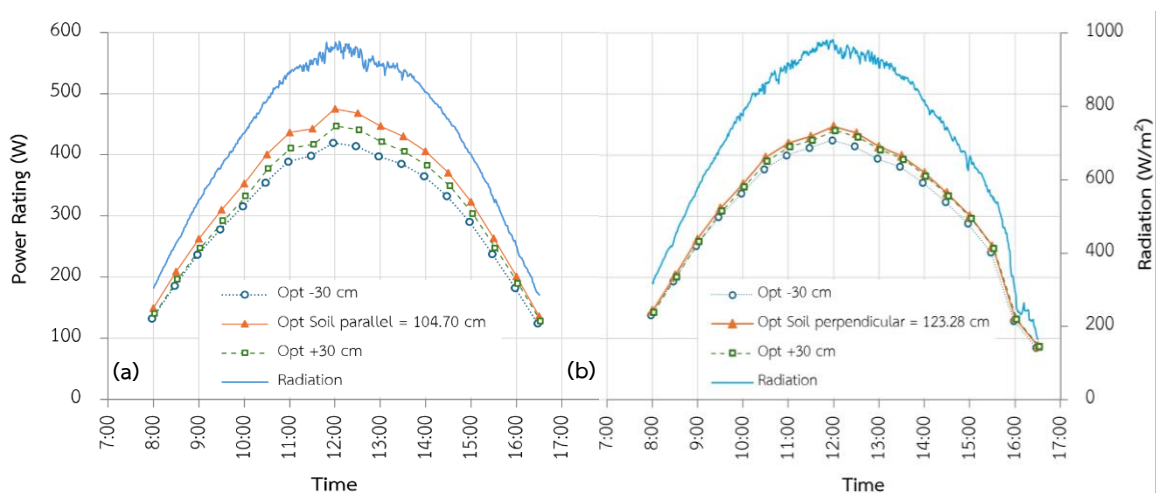 600
500
400
300
200
100
0
Power Rating (W)
Opt -30 cm
Opt Soil parallel = 104.70 cm
Opt +30 cm
Radiation
(a)
7:00
8:00
9:00
10:00
11:00
12:00
13:00
14:00
15:00
16:00
17:00
Time
Opt -30 cm
Opt Soil perpendicular = 123.28 cm
Opt +30 cm
Radiation
(b)
7:00
8:00
9:00
10:00
11:00
12:00
13:00
14:00
15:00
16:00
17:00
Time
1000
800
600
400
200
0
Radiation (W/m²)